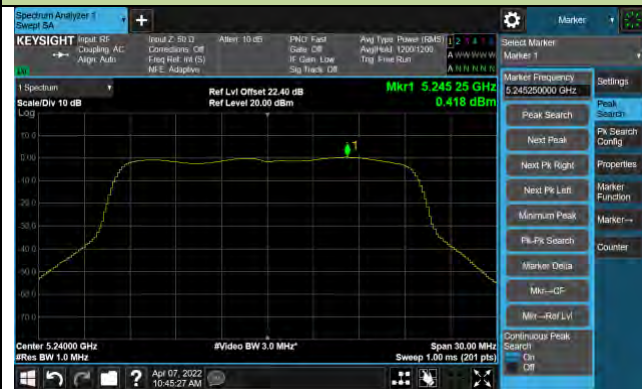 Spectrum Analyzer 1
Swept SA
+
Marker
KEYSIGHT
Input: RF
Coupling: AC
Align: Auto
Input Z: 50 Ω
Corrections: Off
Freq Ref: Int (S)
NFE: Adaptive
Atten: 10 dB
PNO: Fast
Gate: Off
IF Gain: Low
Sig Track: Off
Avg Type: Power (RMS)
Avg|Hold: 1200/1200
Trig: Free Run
A W W W W W
A N N N N N
Select Marker
Marker 1
1 Spectrum
Scale/Div 10 dB
Log
Ref Lvl Offset 22.40 dB
Ref Level 20.00 dBm
Mkr1 5.245 25 GHz
0.418 dBm
10.0
0.00
-10.0
-20.0
-30.0
-40.0
-50.0
-60.0
-70.0
1
Center 5.24000 GHz
#Res BW 1.0 MHz
#Video BW 3.0 MHz*
Span 30.00 MHz
Sweep 1.00 ms (201 pts)
Marker Frequency
5.245250000 GHz
Peak Search
Next Peak
Next Pk Right
Next Pk Left
Minimum Peak
Pk-Pk Search
Marker Delta
Mkr→CF
Mkr→Ref Lvl
Continuous Peak
Search
On
Off
Settings
Peak
Search
Pk Search
Config
Properties
Marker
Function
Marker→
Counter
?
Apr 07, 2022
10:45:27 AM